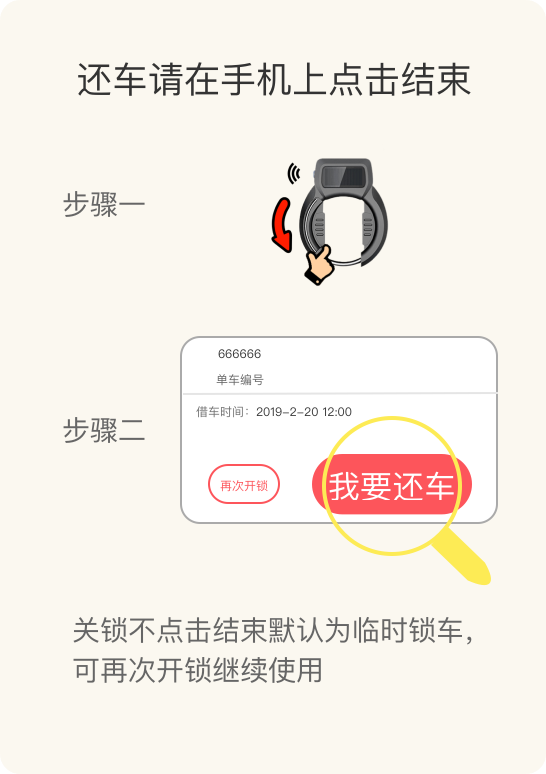 还车请在手机上点击结束
步骤一
666666
单车编号
步骤二
借车时间：2019-2-20 12:00
再次开锁
我要还车
关锁不点击结束默认为临时锁车，
可再次开锁继续使用